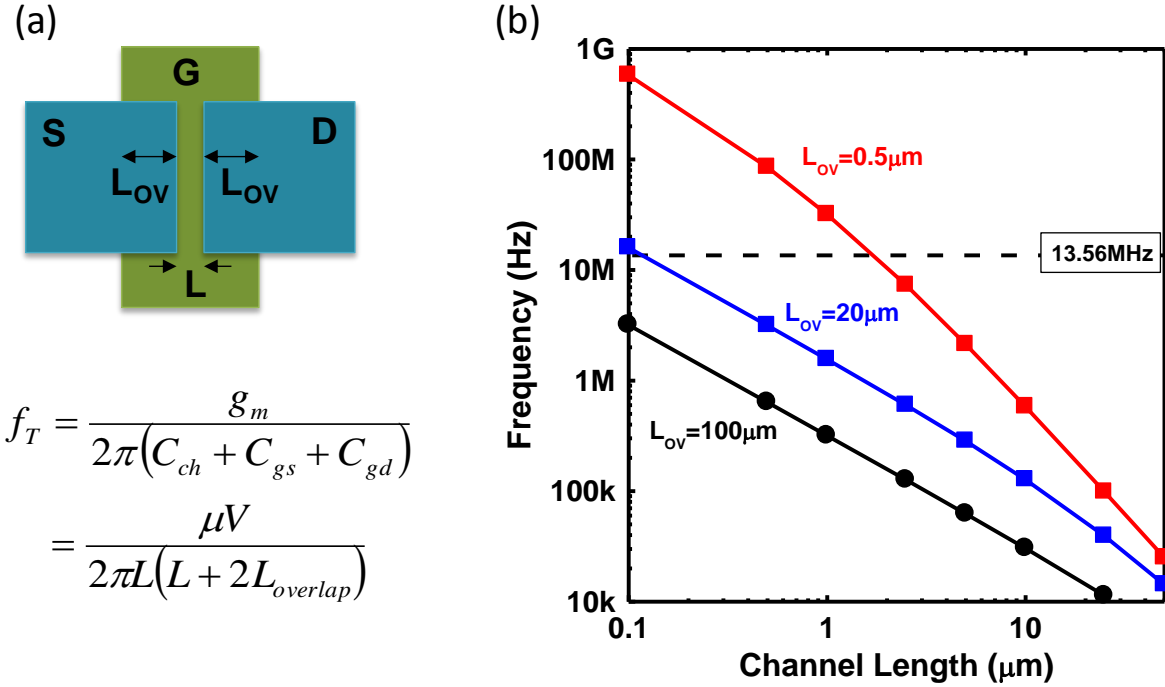 (a)
G
S
D
L_OV
L_OV
L
f_T = g_m / 2π(C_ch + C_gs + C_gd)
= μV / 2πL(L + 2L_overlap)
(b)
Frequency (Hz)
1G
100M
10M
1M
100k
10k
L_OV=0.5μm
13.56MHz
L_OV=20μm
L_OV=100μm
0.1
1
10
Channel Length (μm)